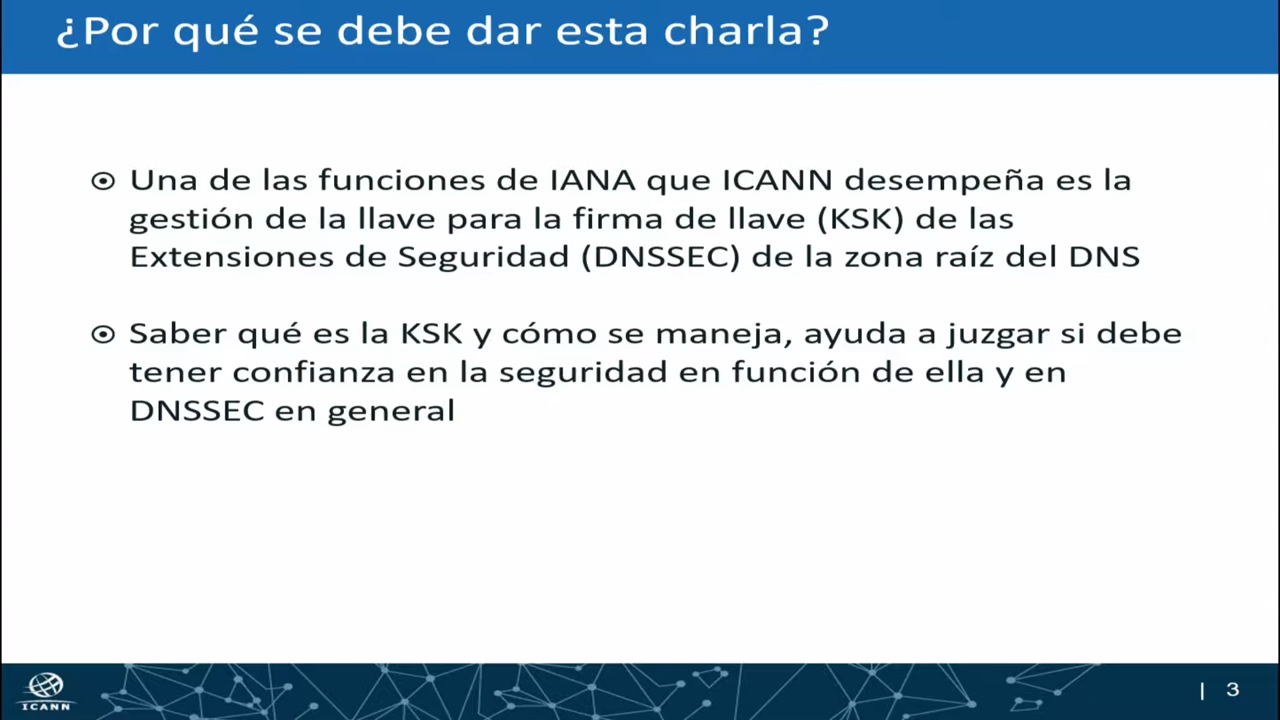 ¿Por qué se debe dar esta charla?
Una de las funciones de IANA que ICANN desempeña es la
gestión de la llave para la firma de llave (KSK) de las
Extensiones de Seguridad (DNSSEC) de la zona raíz del DNS
Saber qué es la KSK y cómo se maneja, ayuda a juzgar si debe
tener confianza en la seguridad en función de ella y en
DNSSEC en general
ICANN
| 3